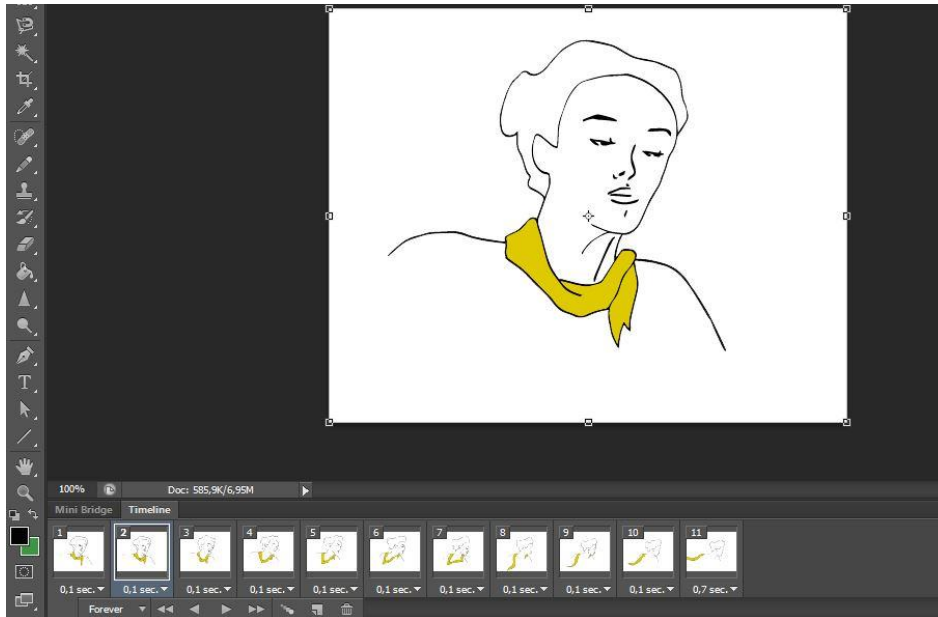 100% Doc: 585,9K/6,95M
Mini Bridge Timeline
1 2 3 4 5 6 7 8 9 10 11
0,1 sec. 0,1 sec. 0,1 sec. 0,1 sec. 0,1 sec. 0,1 sec. 0,1 sec. 0,1 sec. 0,1 sec. 0,1 sec. 0,7 sec.
Forever